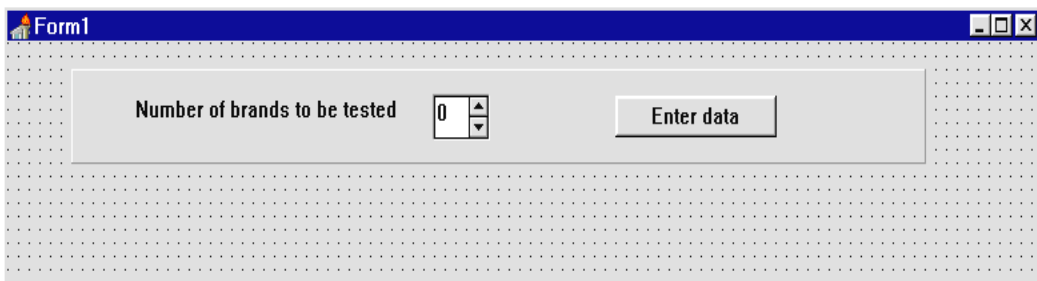 Form1
Number of brands to be tested 0 Enter data